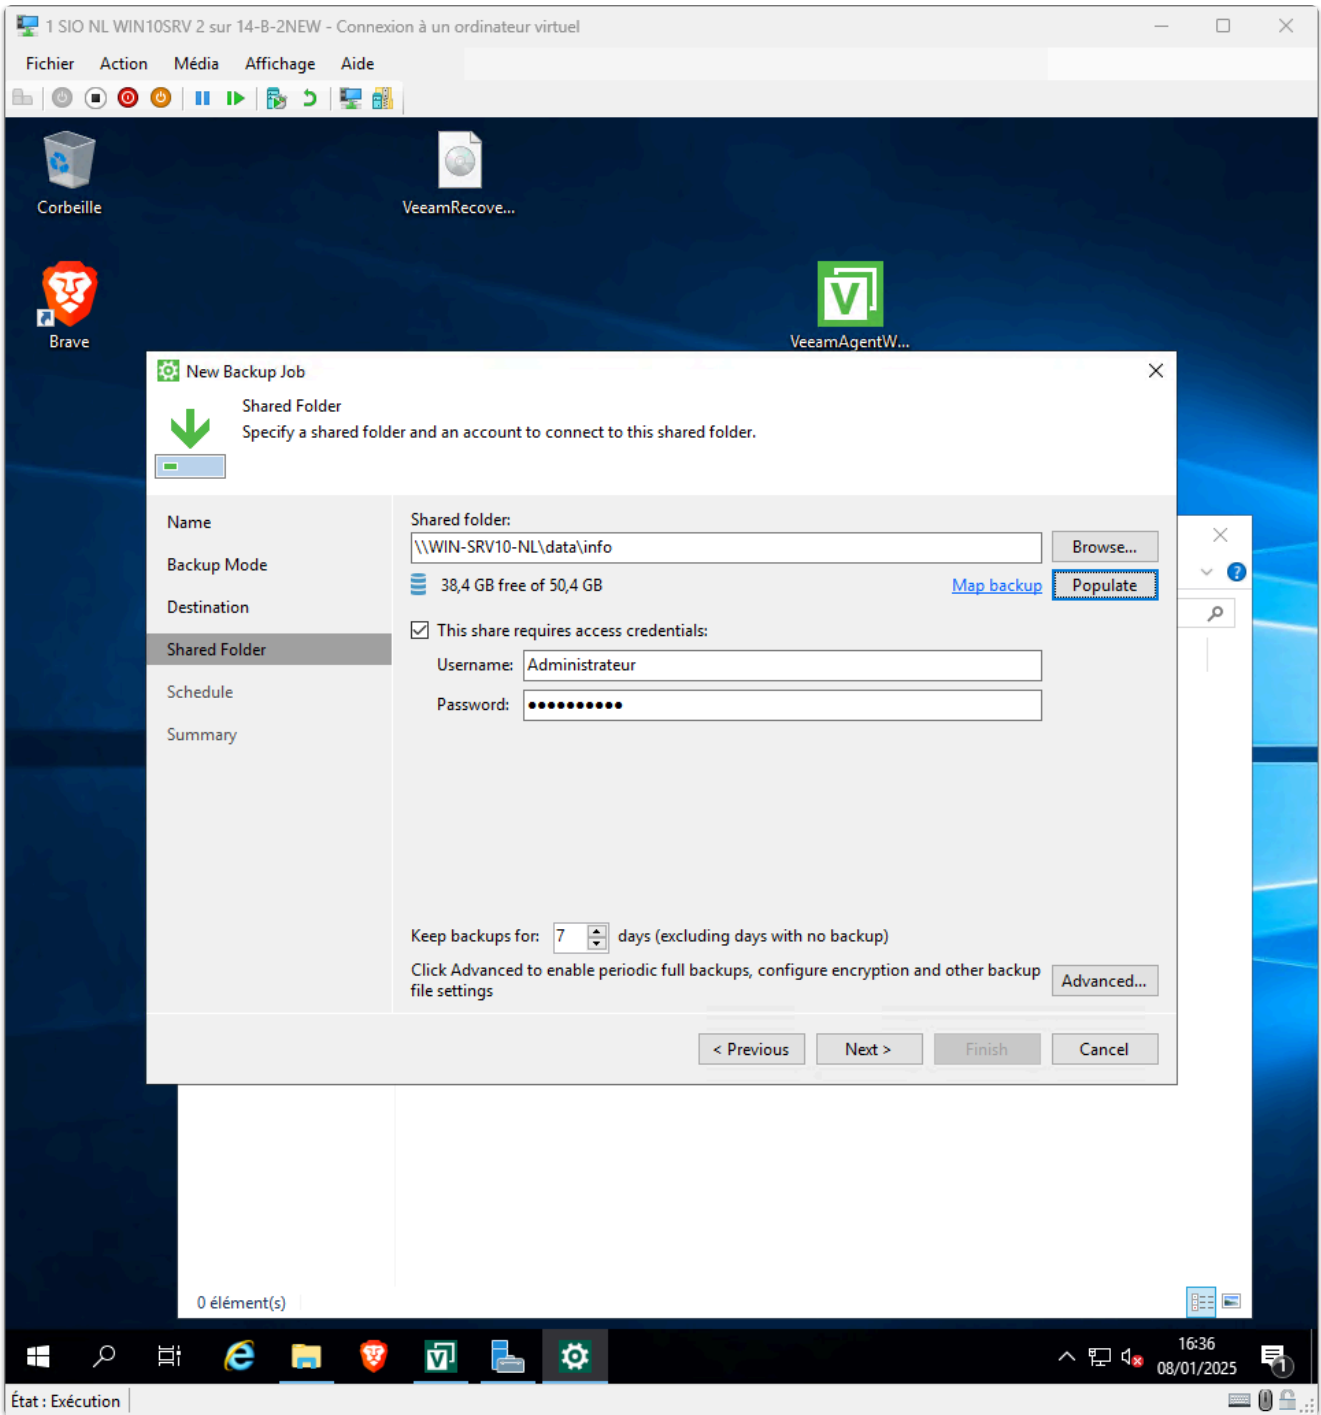 1 SIO NL WIN10SRV 2 sur 14-B-2NEW - Connexion à un ordinateur virtuel
Fichier Action Média Affichage Aide
Corbeille
VeeamRecove...
Brave
VeeamAgentW...
New Backup Job
Shared Folder
Specify a shared folder and an account to connect to this shared folder.
Name
Backup Mode
Destination
Shared Folder
Schedule
Summary
Shared folder:
\\WIN-SRV10-NL\data\info
Browse...
38,4 GB free of 50,4 GB
Map backup
Populate
This share requires access credentials:
Username: Administrateur
Password: ●●●●●●●●●●
Keep backups for: 7 days (excluding days with no backup)
Click Advanced to enable periodic full backups, configure encryption and other backup
file settings
Advanced...
< Previous
Next >
Finish
Cancel
0 élément(s)
16:36
08/01/2025
1
État : Exécution